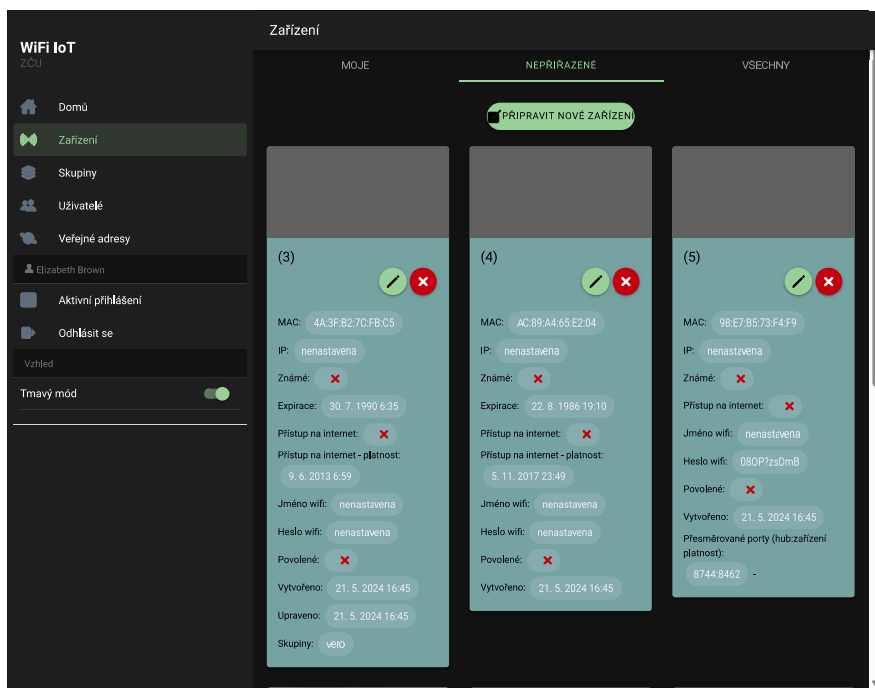 WiFi IoT
ZČU
Domů
Zařízení
Skupiny
Uživatelé
Veřejné adresy
Elizabeth Brown
Aktivní přihlášení
Odhlásit se
Vzhled
Tmavý mód
Zařízení
MOJE
NEPŘIŘAZENÉ
VŠECHNY
PŘIPRAVIT NOVÉ ZAŘÍZENÍ
(3)
MAC: 4A:3F:B2:7C:FB:C5
IP: nenastavena
Známé:
Expirace: 30. 7. 1990 6:35
Přístup na internet:
Přístup na internet - platnost:
9. 6. 2013 6:59
Jméno wifi: nenastavena
Heslo wifi: nenastavena
Povolené:
Vytvořeno: 21. 5. 2024 16:45
Upraveno: 21. 5. 2024 16:45
Skupiny: vero
(4)
MAC: AC:89:A4:65:E2:04
IP: nenastavena
Známé:
Expirace: 22. 8. 1986 19:10
Přístup na internet:
Přístup na internet - platnost:
5. 11. 2017 23:49
Jméno wifi: nenastavena
Heslo wifi: nenastavena
Povolené:
Vytvořeno: 21. 5. 2024 16:45
(5)
MAC: 98:E7:B5:73:F4:F9
IP: nenastavena
Známé:
Přístup na internet:
Jméno wifi: nenastavena
Heslo wifi: 08OP?zsDmB
Povolené:
Vytvořeno: 21. 5. 2024 16:45
Přesměrované porty (hub:zařízení
platnost):
8744:8462 -